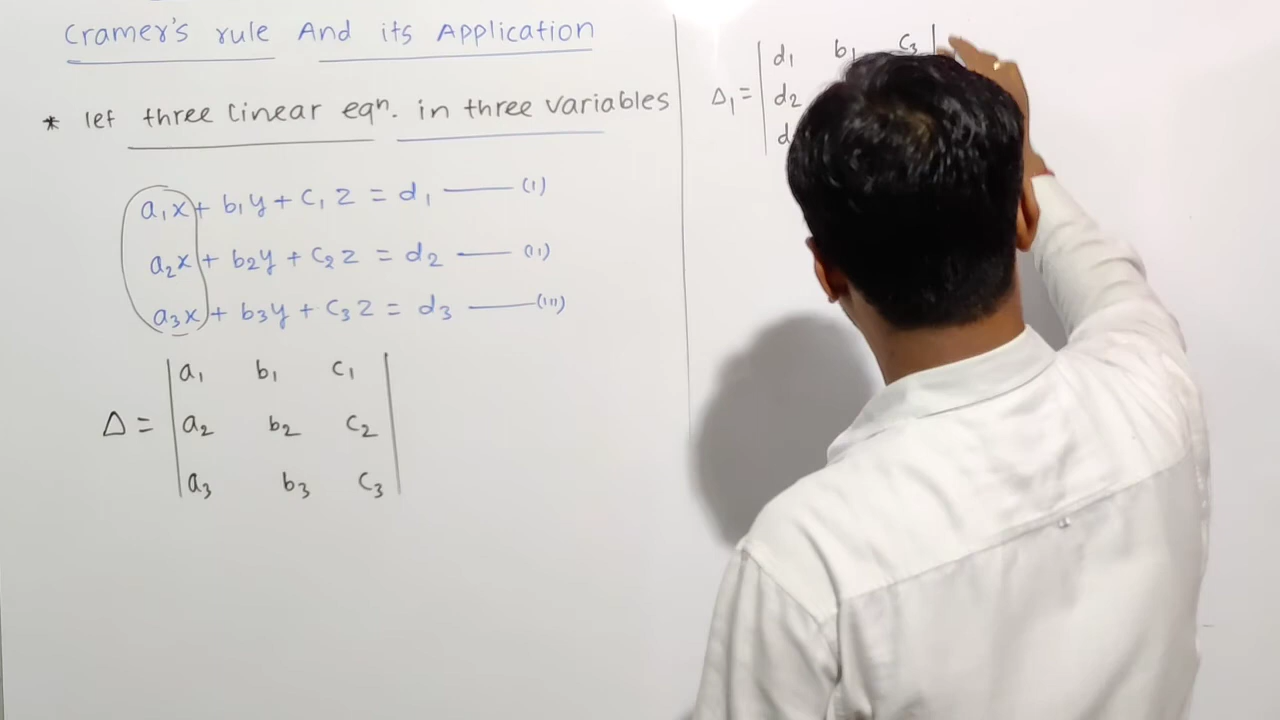 Cramer's rule And its Application
* let three linear eqn. in three variables
a1x + b1y + c1z = d1 —— (i)
a2x + b2y + c2z = d2 —— (ii)
a3x + b3y + c3z = d3 —— (iii)
a1 b1 c1
Δ = a2 b2 c2
a3 b3 c3
d1 b1 c3
Δ1 = d2
d